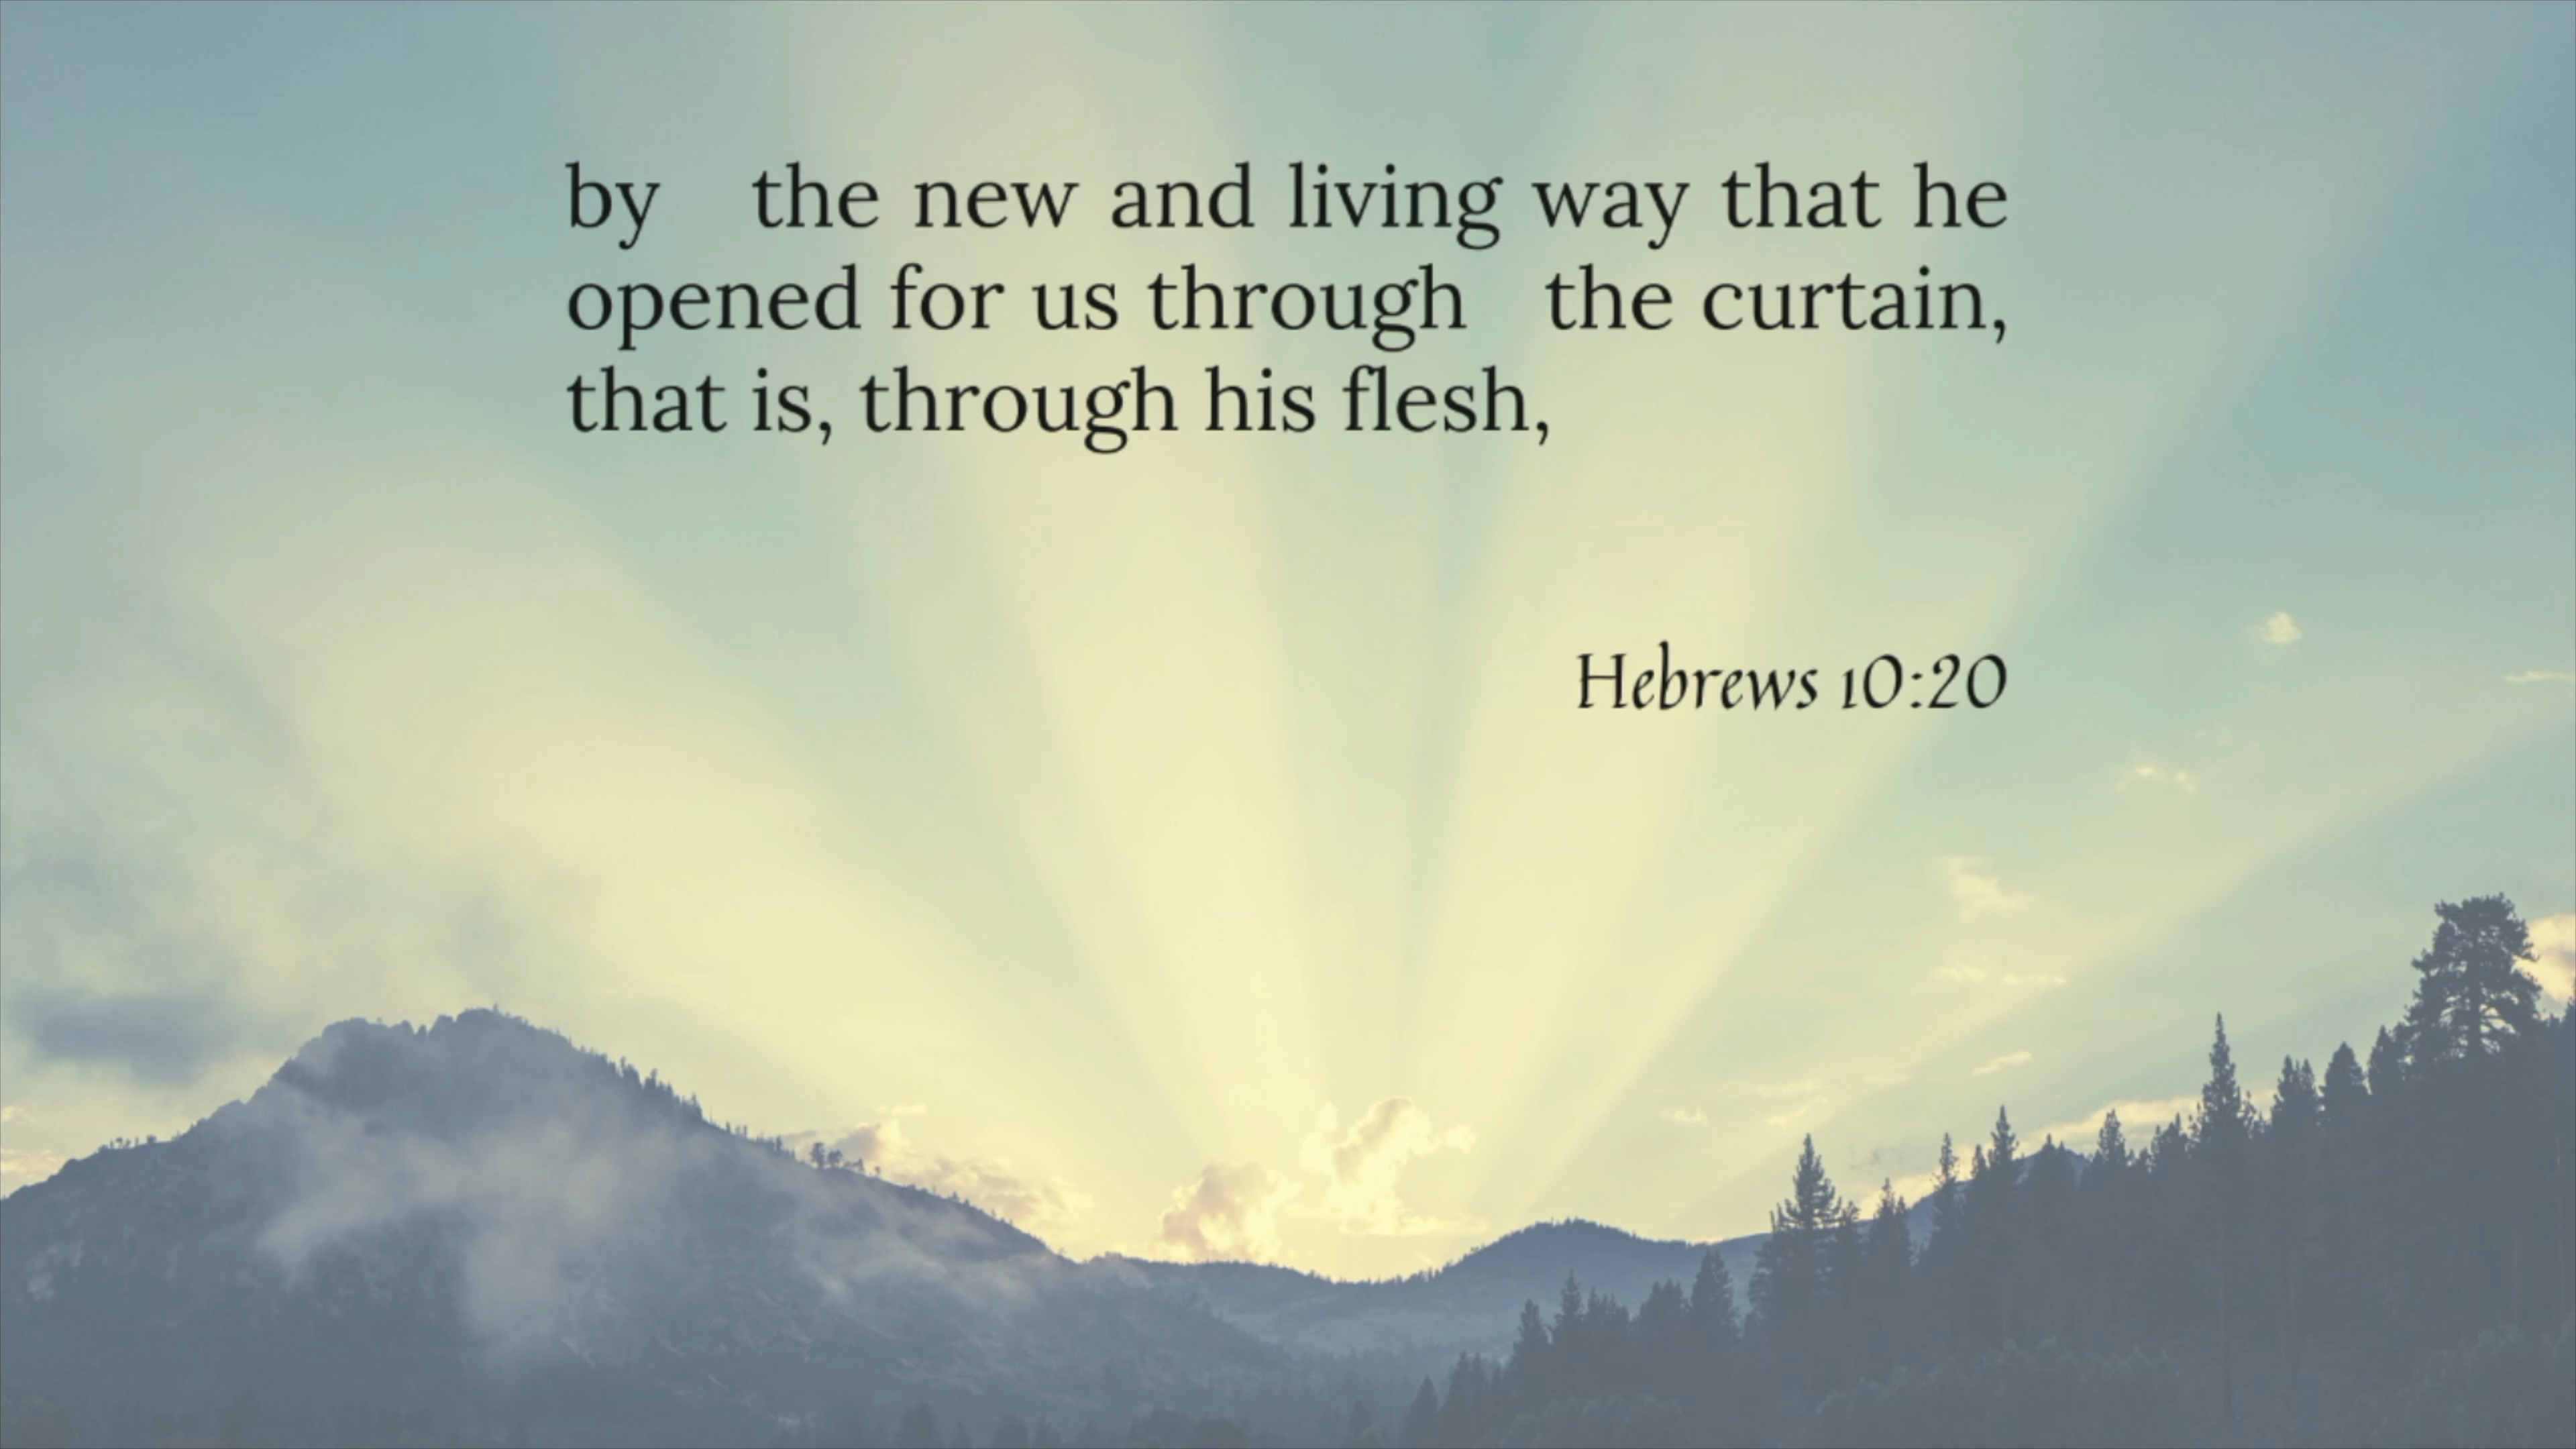 by the new and living way that he
opened for us through the curtain,
that is, through his flesh,
Hebrews 10:20